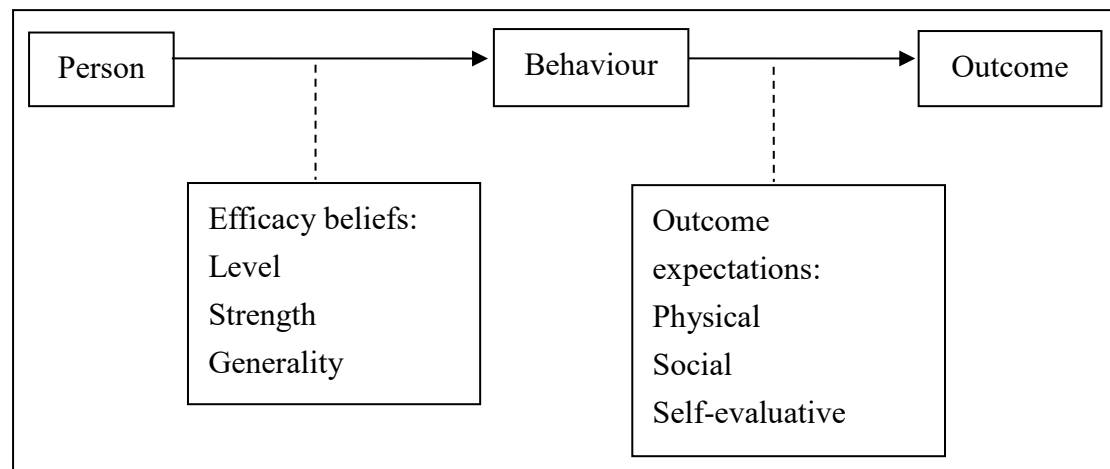 Person
Behaviour
Outcome
Efficacy beliefs:
Level
Strength
Generality
Outcome
expectations:
Physical
Social
Self-evaluative